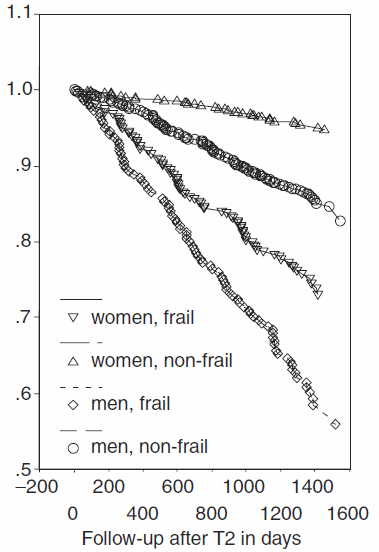 1.1
1.0
.9
.8
.7
women, frail
women, non-frail
.6
men, frail
men, non-frail
.5
−200 200 600 1000 1400
0 400 800 1200 1600
Follow-up after T2 in days